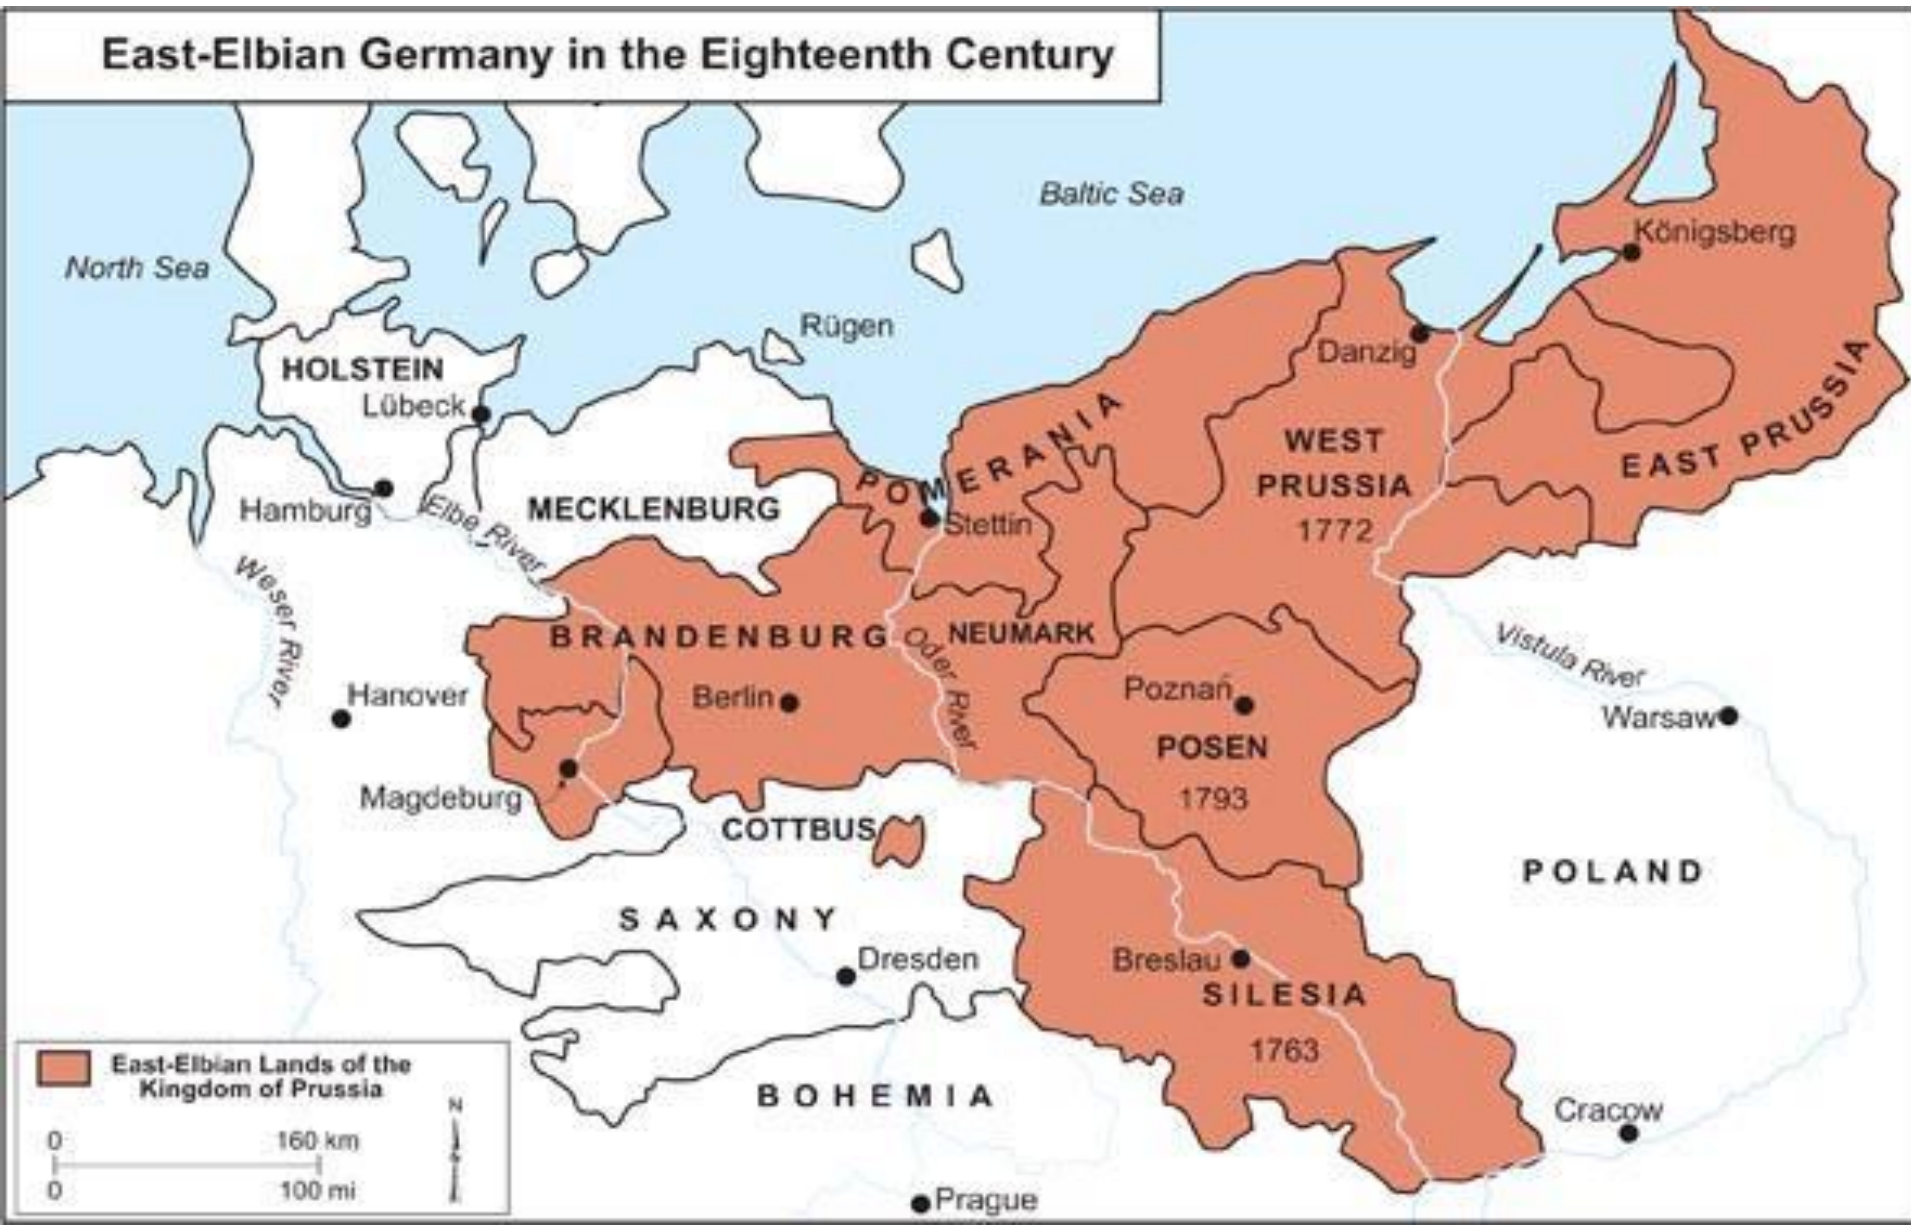 East-Elbian Germany in the Eighteenth Century
Baltic Sea
North Sea
Königsberg
Rügen
HOLSTEIN
Lübeck
Danzig
POMERANIA
WEST
PRUSSIA
1772
EAST PRUSSIA
Hamburg
Elbe River
MECKLENBURG
Stettin
Weser River
BRANDENBURG
Oder River
NEUMARK
Vistula River
Hanover
Berlin
Poznań
Warsaw
POSEN
1793
Magdeburg
COTTBUS
POLAND
SAXONY
Dresden
Breslau
SILESIA
1763
BOHEMIA
Cracow
Prague
East-Elbian Lands of the
Kingdom of Prussia
N
0 160 km
0 100 mi